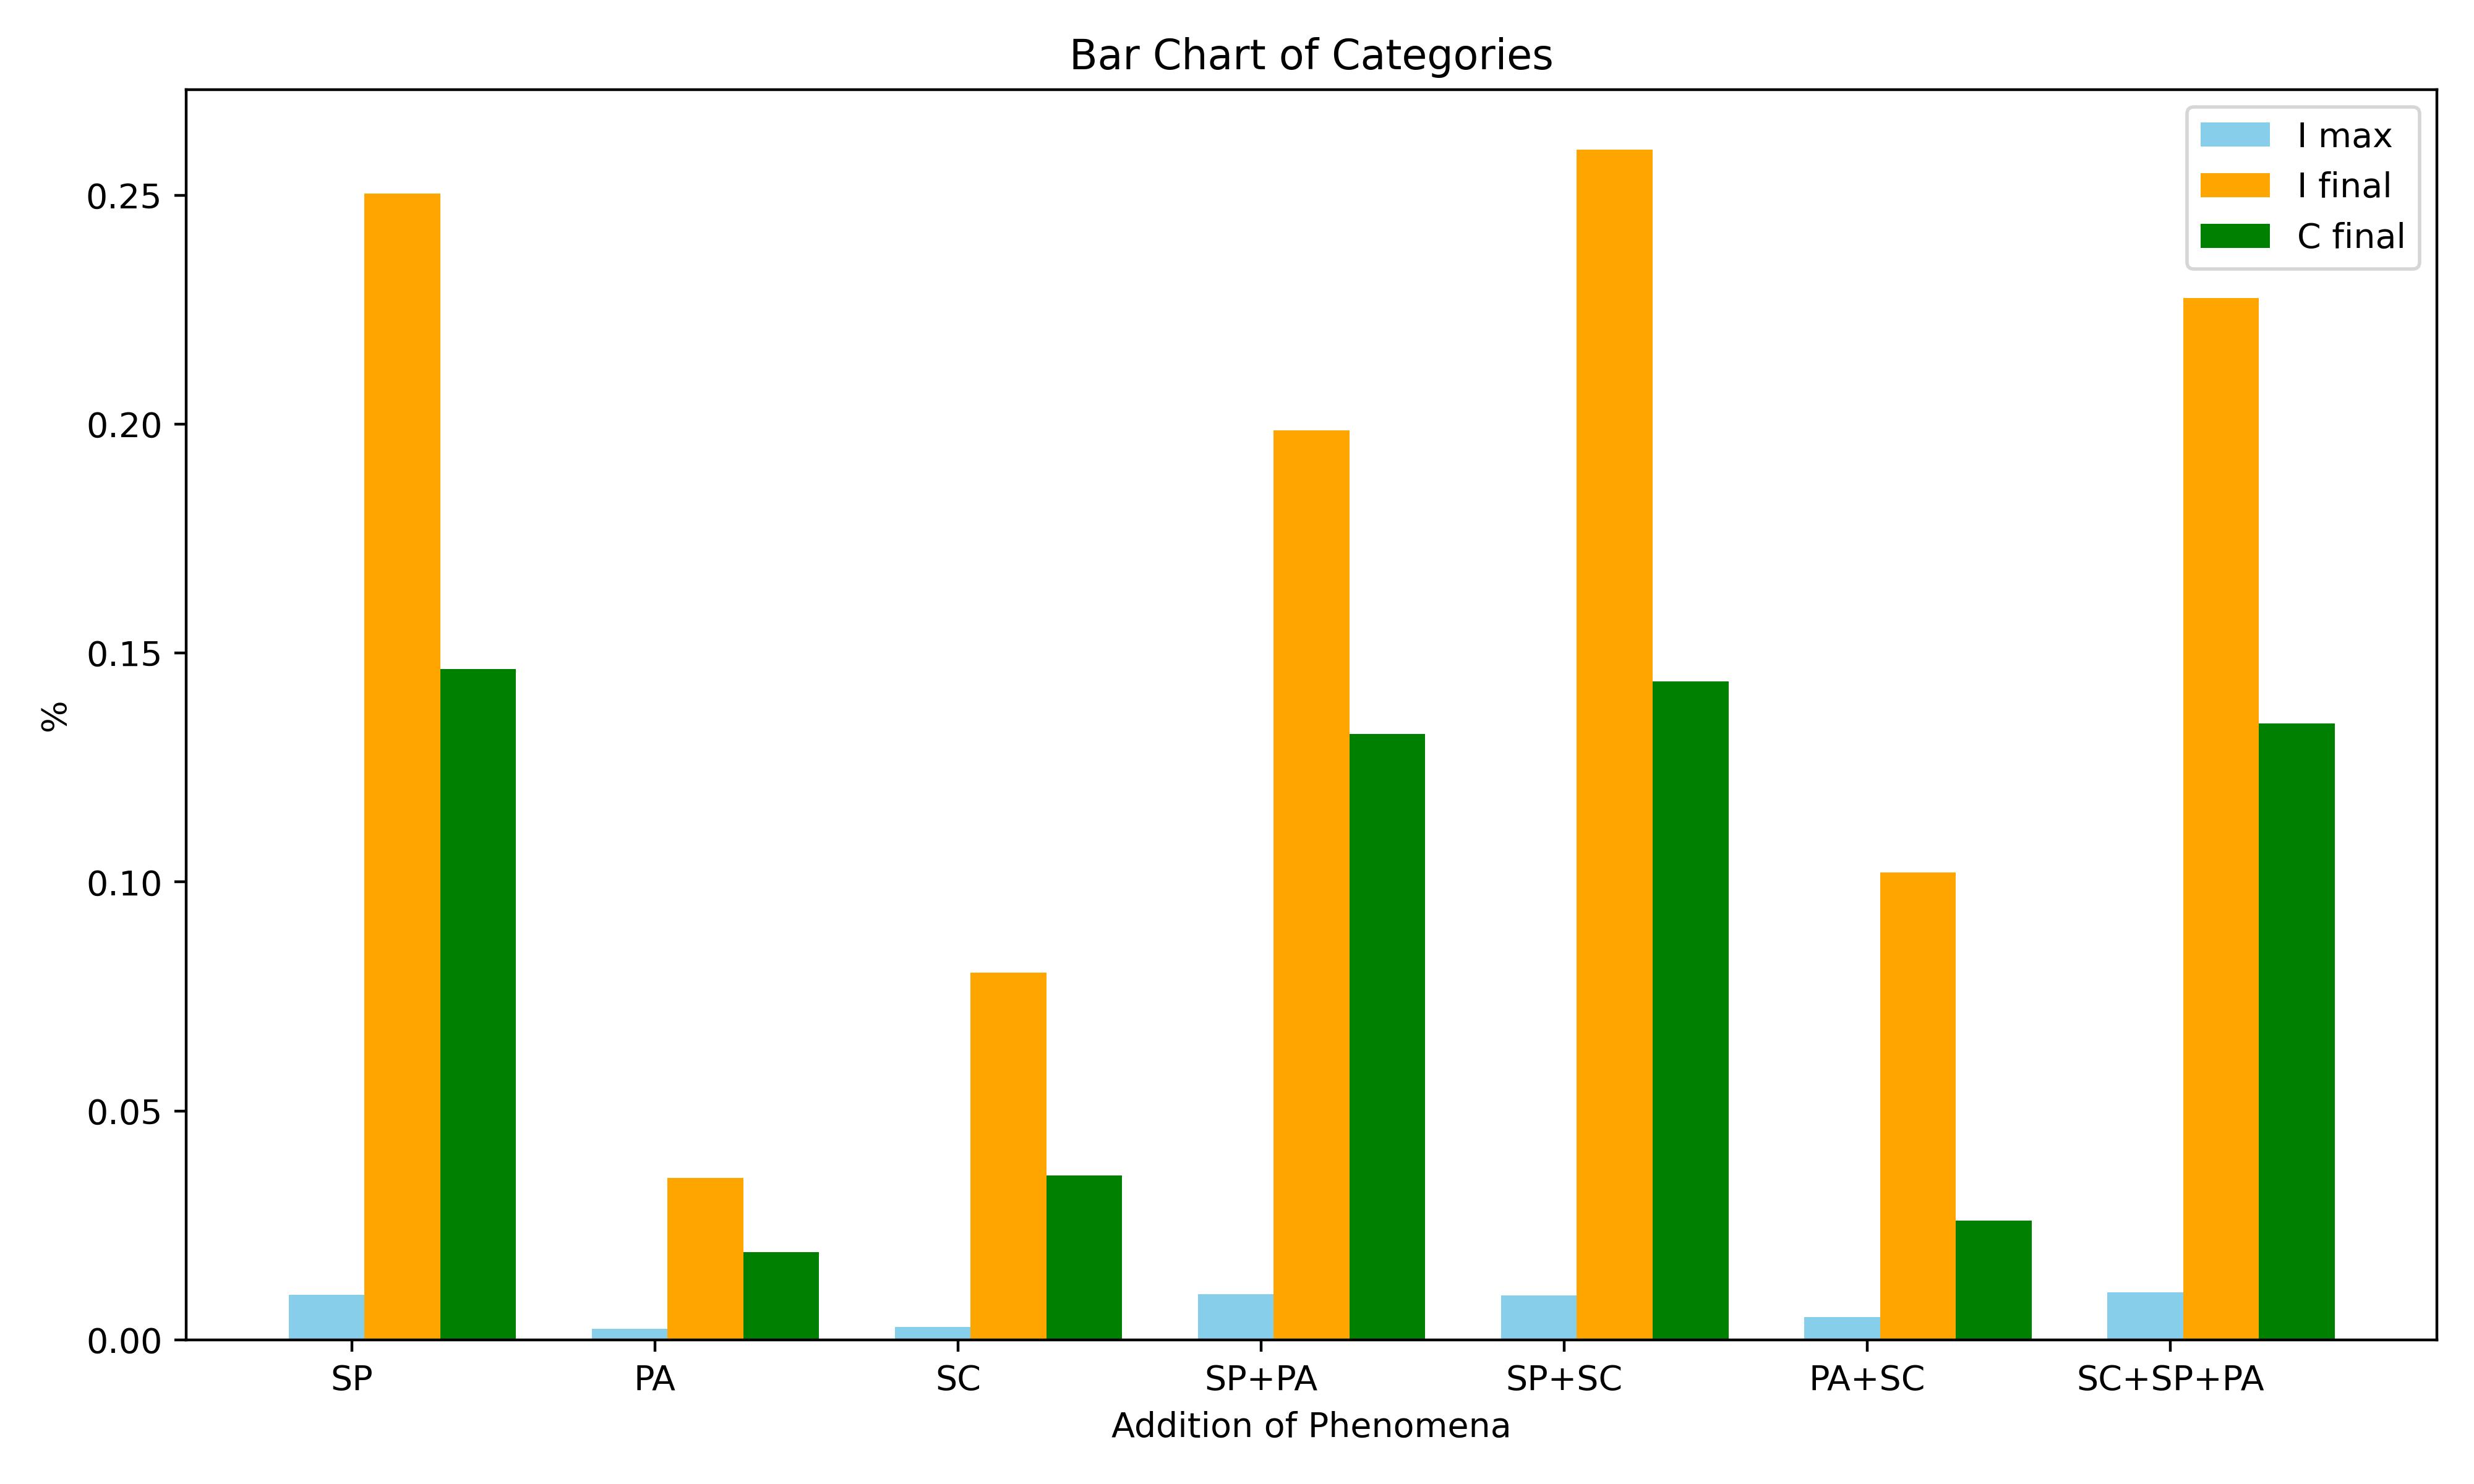 Bar Chart of Categories
I max
I final
C final
0.25
0.20
0.15
0.10
0.05
0.00
%
SP PA SC SP+PA SP+SC PA+SC SC+SP+PA
Addition of Phenomena